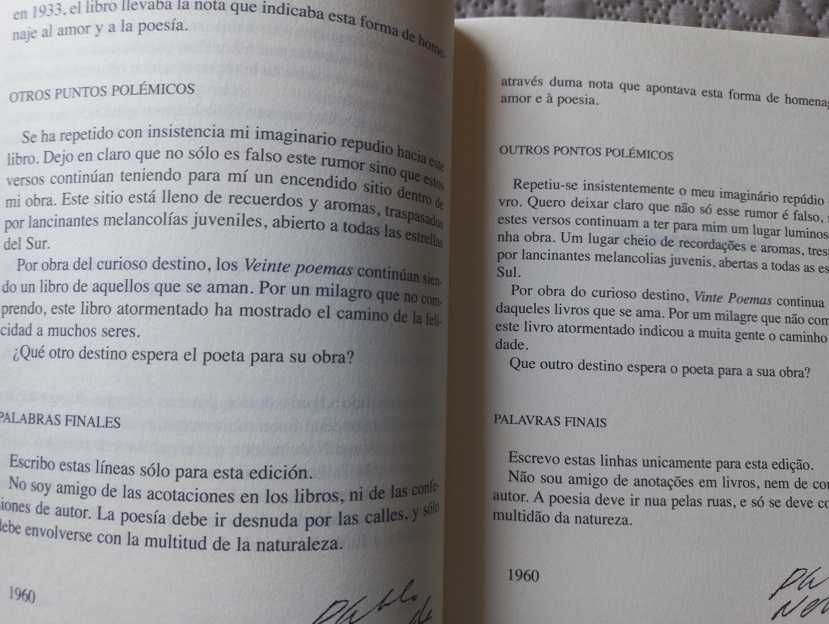 en 1933, el libro llevaba la nota que indicaba esta forma de home-
naje al amor y a la poesía.
OTROS PUNTOS POLÉMICOS
Se ha repetido con insistencia mi imaginario repudio hacia este
libro. Dejo en claro que no sólo es falso este rumor sino que estos
versos continúan teniendo para mí un encendido sitio dentro de
mi obra. Este sitio está lleno de recuerdos y aromas, traspasados
por lancinantes melancolías juveniles, abierto a todas las estrellas
del Sur.
Por obra del curioso destino, los Veinte poemas continúan sien-
do un libro de aquellos que se aman. Por un milagro que no com-
prendo, este libro atormentado ha mostrado el camino de la feli-
cidad a muchos seres.
¿Qué otro destino espera el poeta para su obra?
PALABRAS FINALES
Escribo estas líneas sólo para esta edición.
No soy amigo de las acotaciones en los libros, ni de las confe-
siones de autor. La poesía debe ir desnuda por las calles, y sólo
debe envolverse con la multitud de la naturaleza.
1960
Pablo
através duma nota que apontava esta forma de homena
amor e à poesia.
OUTROS PONTOS POLÉMICOS
Repetiu-se insistentemente o meu imaginário repúdio
vro. Quero deixar claro que não só esse rumor é falso,
estes versos continuam a ter para mim um lugar luminos
nha obra. Um lugar cheio de recordações e aromas, tres
por lancinantes melancolias juvenis, abertas a todas as es
Sul.
Por obra do curioso destino, Vinte Poemas continua
daqueles livros que se ama. Por um milagre que não com
este livro atormentado indicou a muita gente o caminho
dade.
Que outro destino espera o poeta para a sua obra?
PALAVRAS FINAIS
Escrevo estas linhas unicamente para esta edição.
Não sou amigo de anotações em livros, nem de con
autor. A poesia deve ir nua pelas ruas, e só se deve co
multidão da natureza.
1960
Pa
Ner